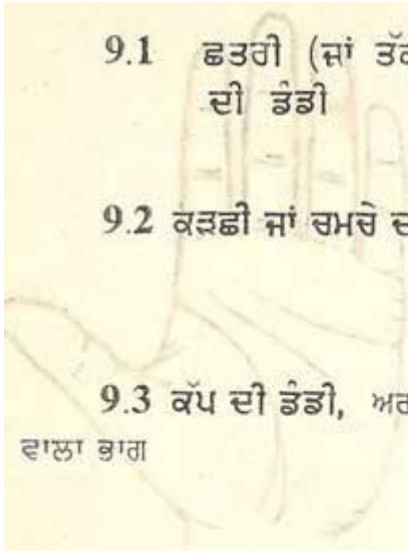 9.1 ਛਤਰੀ (ਜਾਂ
ਦੀ ਡੰਡੀ
9.2 ਕੜਛੀ ਜਾਂ ਚਮਚੇ
9.3 ਕੱਪ ਦੀ ਡੰਡੀ,
ਵਾਲਾ ਭਾਗ